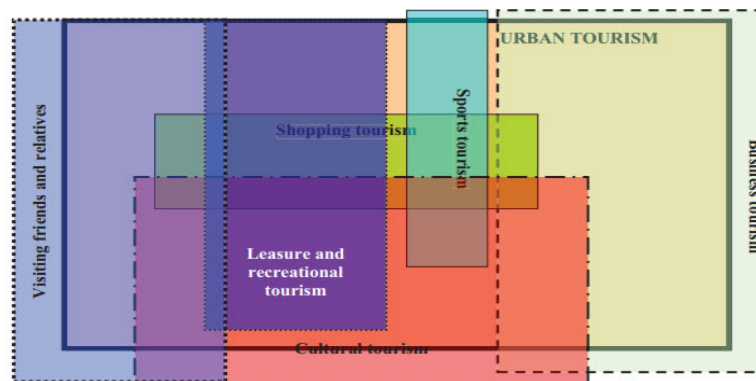 URBAN TOURISM
Visiting friends and relatives
Shopping tourism
Sports tourism
Business tourism
Leasure and
recreational
tourism
Cultural tourism